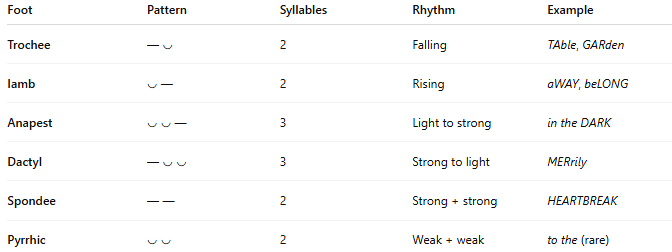 Foot Pattern Syllables Rhythm Example
Trochee — ◡ 2 Falling TAble, GARden
Iamb ◡ — 2 Rising aWAY, beLONG
Anapest ◡ ◡ — 3 Light to strong in the DARK
Dactyl — ◡ ◡ 3 Strong to light MERrily
Spondee — — 2 Strong + strong HEARTBREAK
Pyrrhic ◡ ◡ 2 Weak + weak to the (rare)